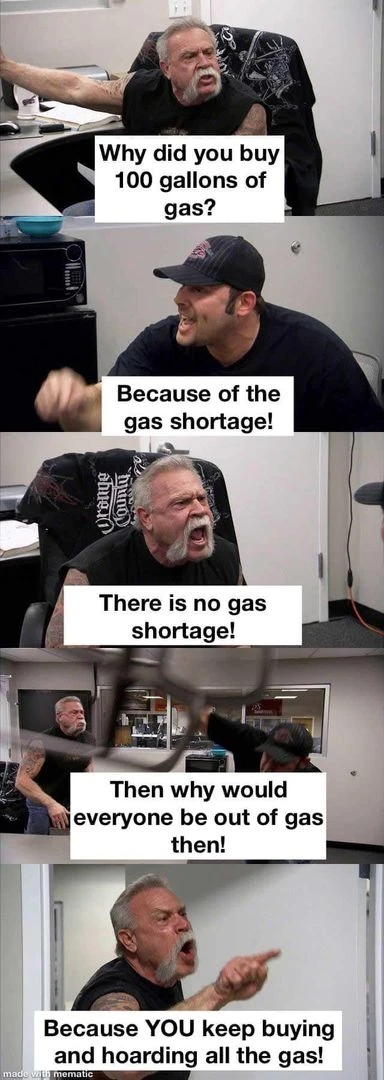 Why did you buy
100 gallons of
gas?
Because of the
gas shortage!
Orange
County
There is no gas
shortage!
Then why would
everyone be out of gas
then!
Because YOU keep buying
and hoarding all the gas!
made with mematic